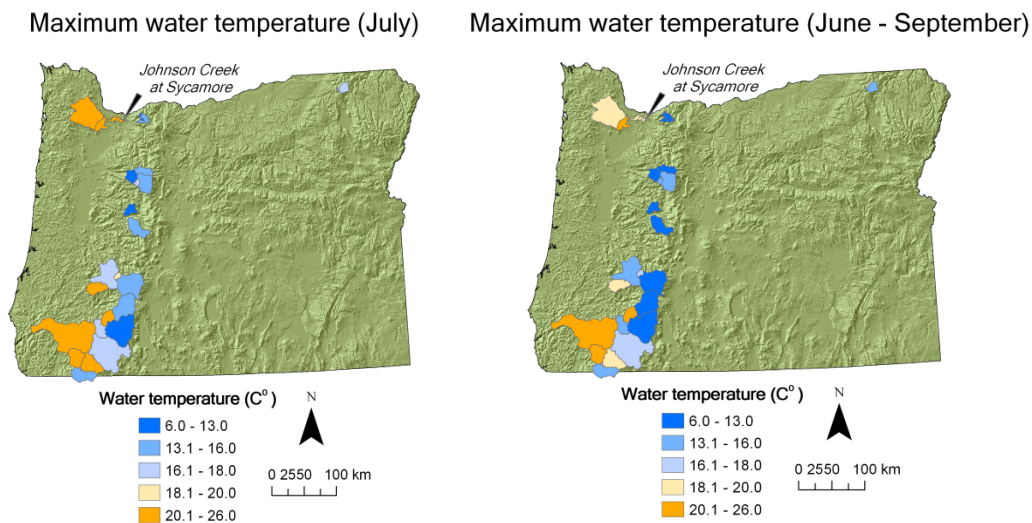 Maximum water temperature (July)
Johnson Creek
at Sycamore
Water temperature (C°)
6.0 - 13.0
13.1 - 16.0
16.1 - 18.0
18.1 - 20.0
20.1 - 26.0
N
0 2550 100 km
Maximum water temperature (June - September)
Johnson Creek
at Sycamore
Water temperature (C°)
6.0 - 13.0
13.1 - 16.0
16.1 - 18.0
18.1 - 20.0
20.1 - 26.0
N
0 2550 100 km